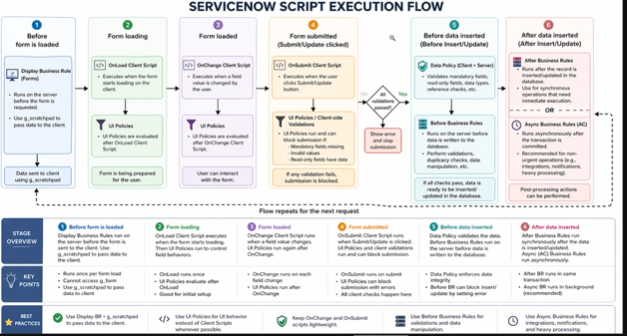 SERVICENOW SCRIPT EXECUTION FLOW
1
Before
form is loaded
Display Business Rule
(Forms)
• Runs on the server
before the form is
requested.
• Use g_scratchpad to
pass data to the client.
Data sent to client
using g_scratchpad
2
Form loading
</>
OnLoad Client Script
• Executes when the form
starts loading on the
client.
UI Policies
• UI Policies are evaluated
after OnLoad Client
Script.
Form is being prepared
for the user.
3
Form loaded
</>
OnChange Client Script
• Executes when a field
value is changed by
the user.
UI Policies
• UI Policies are evaluated
after OnChange Client
Script.
User can interact
with the form.
4
Form submitted
(Submit/Update clicked)
</>
OnSubmit Client Script
• Executes when the user
clicks Submit/Update
button.
UI Policies / Client-side
Validations
• UI Policies run and can
block submission if:
- Mandatory fields missing
- Invalid values
- Read-only fields have data
If any validation fails,
submission is blocked.
All
validations
passed?
Show error
and stop
submission
5
Before data inserted
(Before Insert/Update)
Data Policy (Client + Server)
• Validates mandatory fields,
read-only fields, data types,
reference checks, etc.
Before Business Rules
• Runs on the server before
data is written to the
database.
• Perform validations,
duplicacy checks, data
manipulation, etc.
If all checks pass, data is
ready to be inserted/
updated in the database.
6
After data inserted
(After Insert/Update)
After Business Rules
• Runs after the record is
inserted/updated in the
database.
• Use for synchronous
operations that need
immediate execution.
OR
Async Business Rules (AC)
• Runs asynchronously after
the transaction is
committed.
• Recommended for non-
urgent operations (e.g.,
integrations, notifications,
heavy processing).
Post-processing actions
can be performed.
Flow repeats for the next request
STAGE
OVERVIEW
1 Before form is loaded
Display Business Rules run on
the server before the form
is sent to the client. Use
g_scratchpad to pass data
to client.
2 Form loading
OnLoad Client Script executes
when the form starts loading.
Then UI Policies run to control
field behaviors.
3 Form loaded
OnChange Client Script runs
when a field value changes.
UI Policies run again after
OnChange.
4 Form submitted
OnSubmit Client Script runs
when Submit/Update is clicked.
UI Policies and client validations
run and can block submission.
5 Before data inserted
Data Policy validates the data.
Before Business Rules run on
the server before data is
written to the database.
6 After data inserted
After Business Rules run
synchronously after the
data is inserted/updated.
Async (AC) Business Rules
run asynchronously.
KEY
POINTS
• Runs once per form load
• Cannot access g_form
• Use g_scratchpad to pass
data to client
• OnLoad runs once
• UI Policies evaluate after
OnLoad
• Good for initial setup
• OnChange runs on each
field change
• UI Policies run after
OnChange
• OnSubmit runs on submit
• UI Policies can block
submission with errors
• All client checks happen here
• Data Policy enforces data
integrity
• Before BR can block insert/
update by setting error
• After BR runs in same
transaction
• Async BR runs in
background (recommended)
BEST
PRACTICES
Use Display BR + g_scratchpad
to pass data to client.
</>
Use UI Policies for UI behavior
instead of Client Scripts
whenever possible.
Keep OnChange and OnSubmit
scripts lightweight.
Use Before Business Rules
for validations and data
manipulation.
Use Async Business Rules for
integrations, notifications,
and heavy processing.